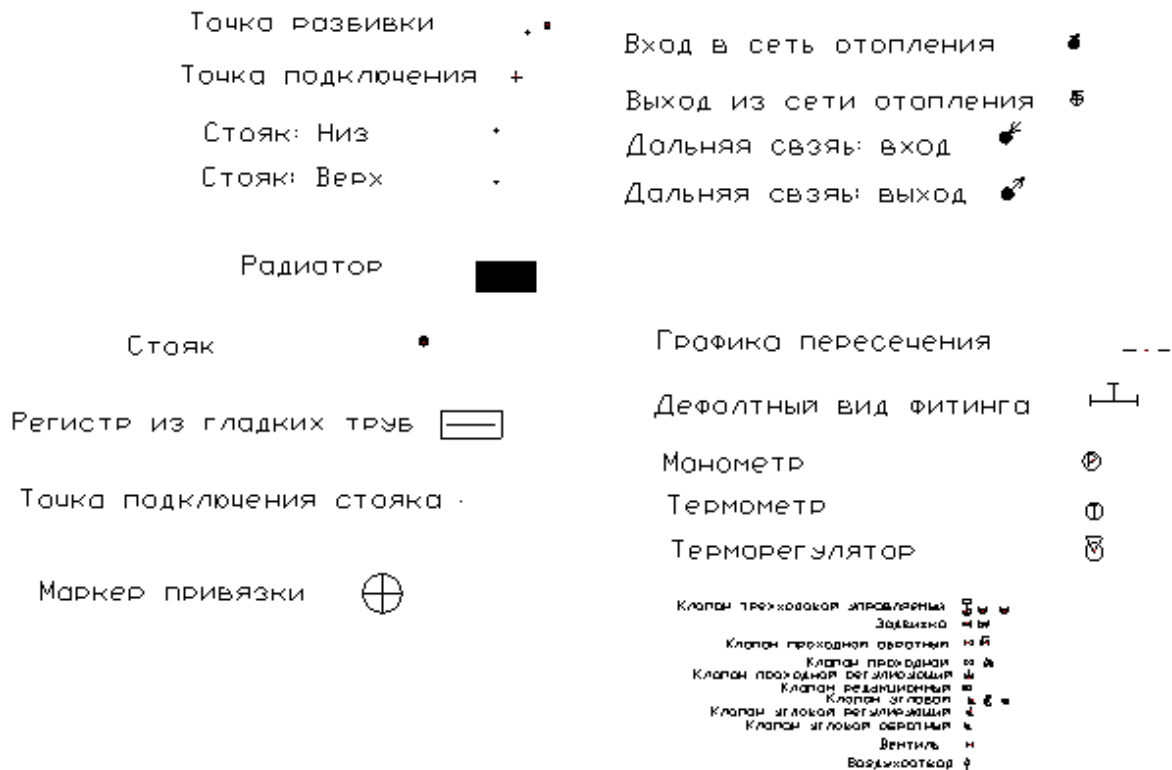 Точка разбивки
Точка подключения
Стояк: Низ
Стояк: Верх
Радиатор
Стояк
Регистр из гладких труб
Точка подключения стояка
Маркер привязки
Вход в сеть отопления
Выход из сети отопления
Дальняя свзяь: вход
Дальняя свзяь: выход
Графика пересечения
Дефолтный вид фитинга
Манометр
Термометр
Терморегулятор
Клапан трехходовой управляемый
Задвижка
Клапан проходной обратный
Клапан проходной
Клапан проходной регулирующий
Клапан редукционный
Клапан угловой
Клапан угловой регулирующий
Клапан угловой обратный
Вентиль
Воздухоотвод